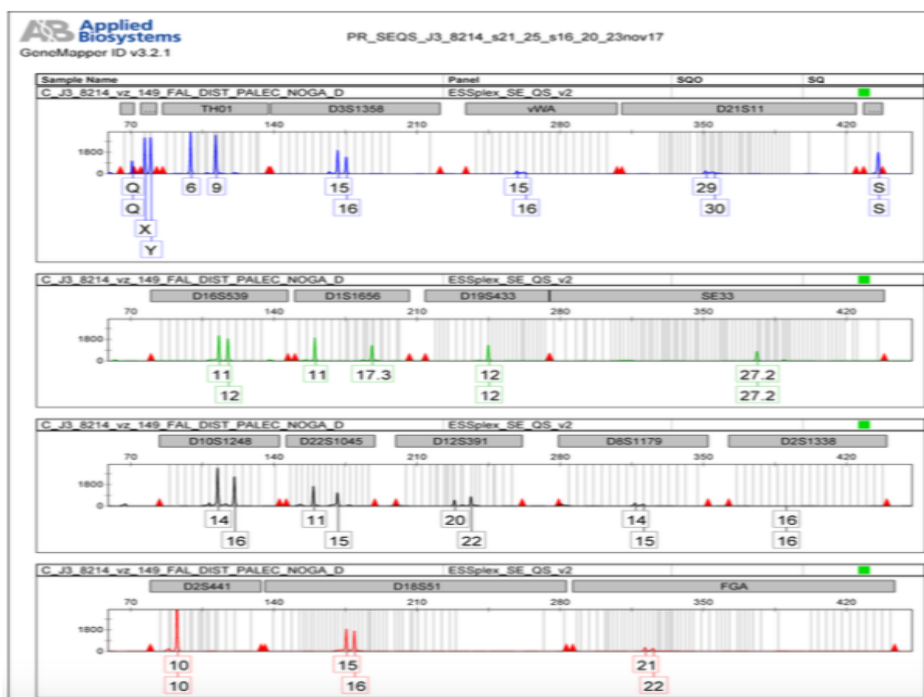 AB Applied Biosystems
GeneMapper ID v3.2.1
PR_SEQS_J3_8214_s21_25_s16_20_23nov17
Sample Name Panel SQO SQ
C_J3_8214_vz_149_FAL_DIST_PALEC_NOGA_D ESSplex_SE_QS_v2
TH01 D3S1358 vWA D21S11 ...
70 140 210 280 350 420
1800
0
Q 6 9 15 15 29 S
Q 16 16 30 S
X
Y
C_J3_8214_vz_149_FAL_DIST_PALEC_NOGA_D ESSplex_SE_QS_v2
D16S539 D1S1656 D19S433 SE33
70 140 210 280 350 420
1800
0
11 11 17.3 12 27.2
12 12 27.2
C_J3_8214_vz_149_FAL_DIST_PALEC_NOGA_D ESSplex_SE_QS_v2
D10S1248 D22S1045 D12S391 D8S1179 D2S1338
70 140 210 280 350 420
1800
0
14 11 20 14 16
16 15 22 15 16
C_J3_8214_vz_149_FAL_DIST_PALEC_NOGA_D ESSplex_SE_QS_v2
D2S441 D18S51 FGA
70 140 210 280 350 420
1800
0
10 15 21
10 16 22